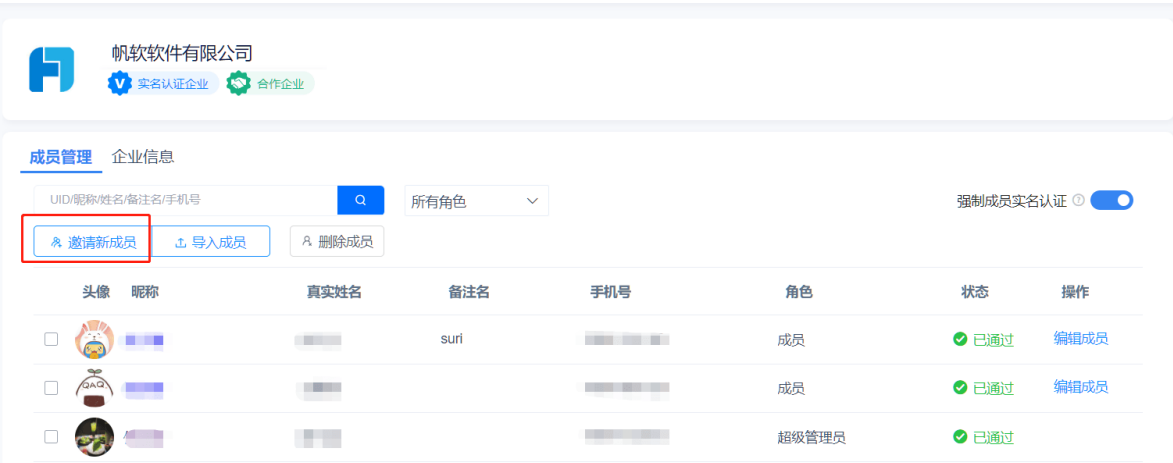 帆软软件有限公司
V 实名认证企业 合作企业
成员管理 企业信息
UID/昵称/姓名/备注名/手机号 所有角色 强制成员实名认证
邀请新成员 导入成员 删除成员
头像 昵称 真实姓名 备注名 手机号 角色 状态 操作
suri 成员 已通过 编辑成员
QAQ 成员 已通过 编辑成员
超级管理员 已通过